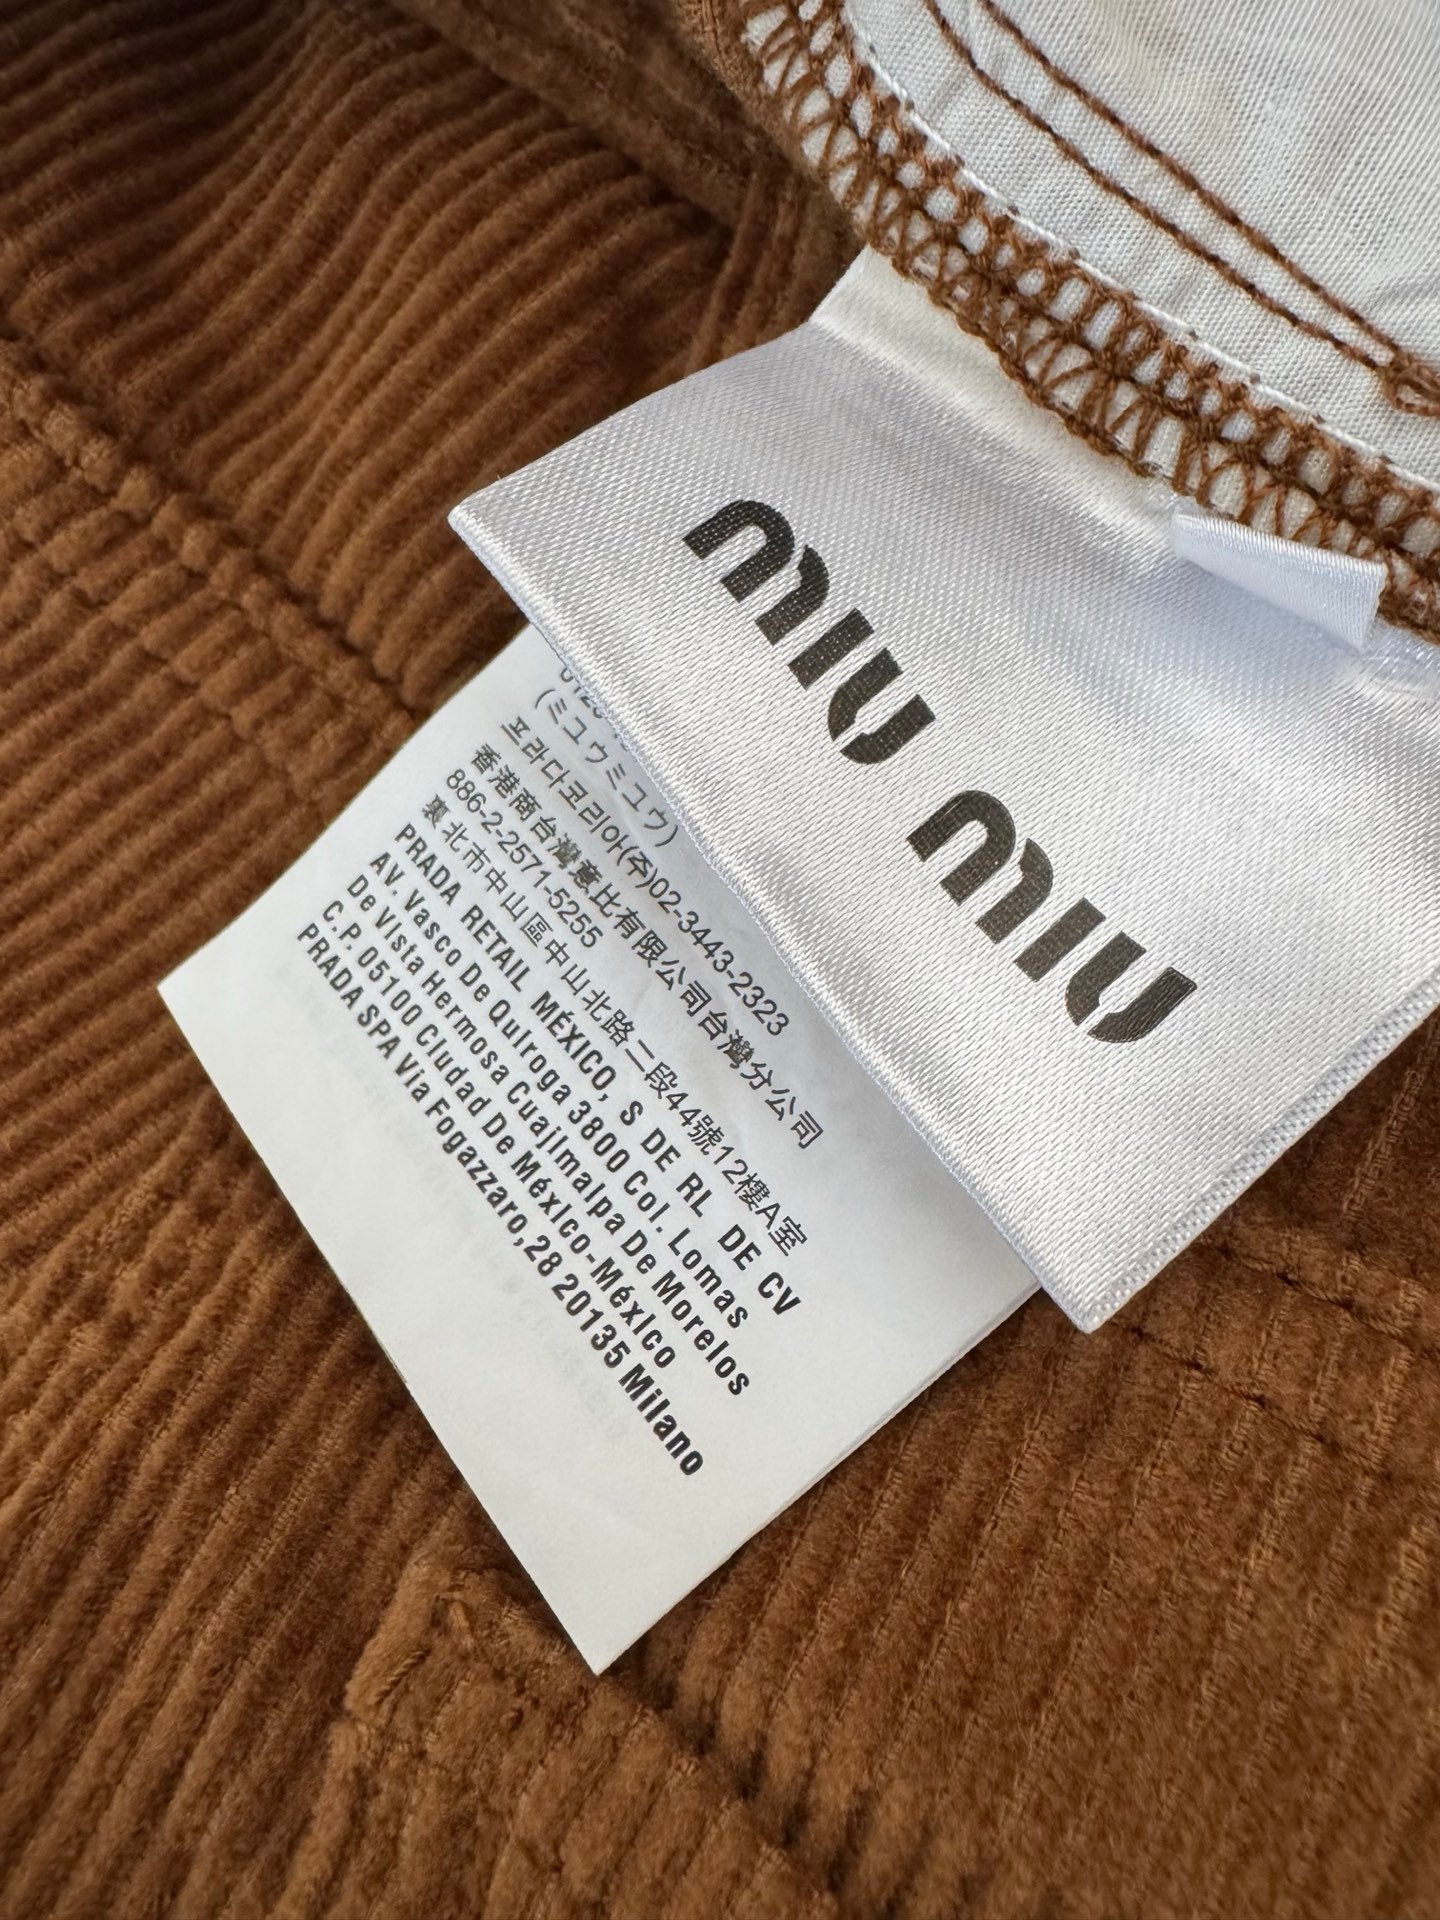 miu miu
(ミュウミュウ)
프라다코리아(주)02-3443-2323
香港商台灣意比有限公司台灣分公司
886-2-2571-5255
裏北市中山區中山北路二段44號12樓A室
PRADA RETAIL MÉXICO, S DE RL DE CV
AV. Vasco De Quiroga 3800 Col. Lomas
De Vista Hermosa Cuajimalpa De Morelos
C.P. 05100 Ciudad De México-México
PRADA SPA Via Fogazzaro,28 20135 Milano